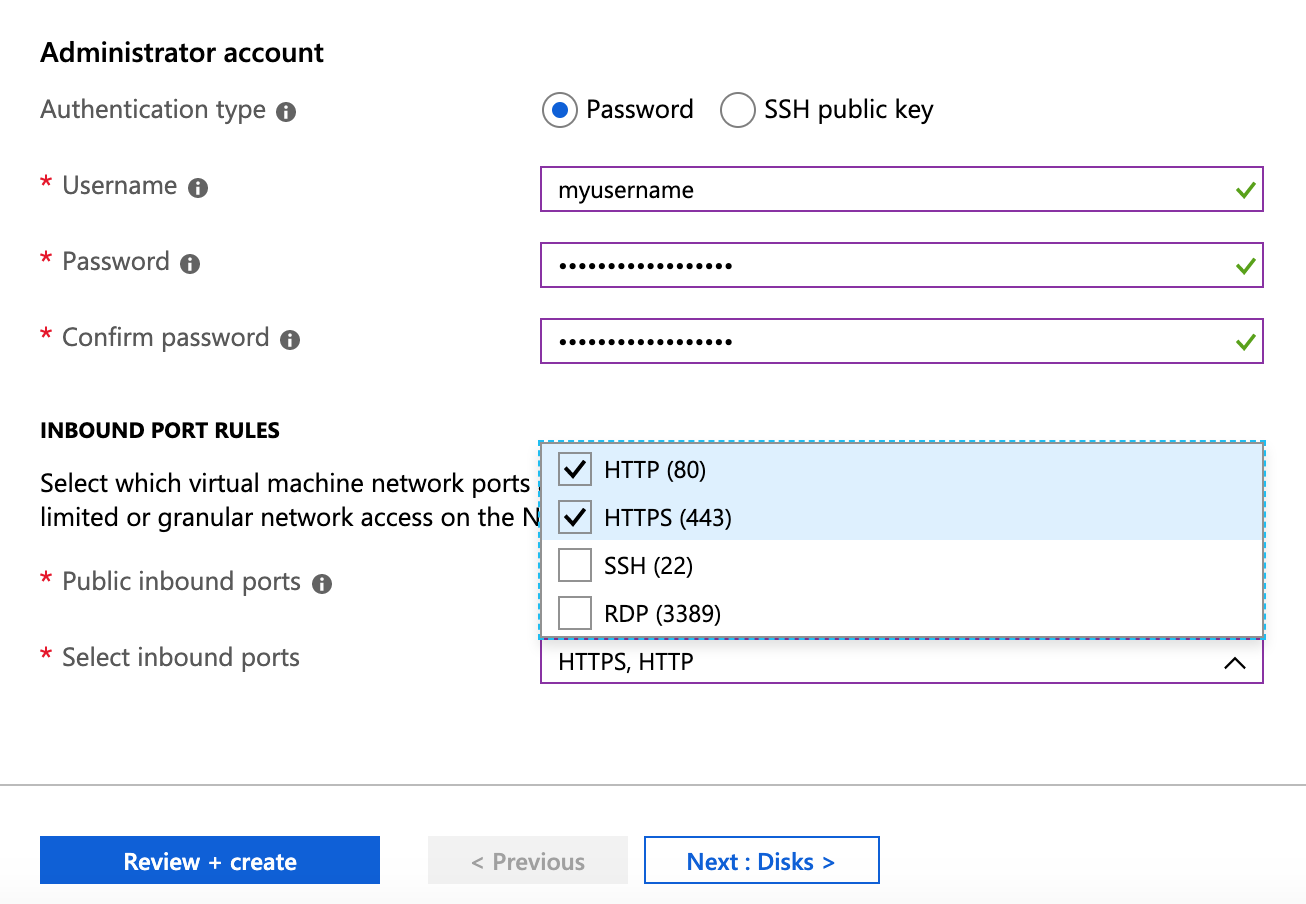 Administrator account
Authentication type
Password
SSH public key
* Username
myusername
* Password
••••••••••••••••••
* Confirm password
••••••••••••••••••
INBOUND PORT RULES
Select which virtual machine network ports
limited or granular network access on the N
HTTP (80)
HTTPS (443)
SSH (22)
RDP (3389)
* Public inbound ports
* Select inbound ports
HTTPS, HTTP
Review + create
< Previous
Next : Disks >